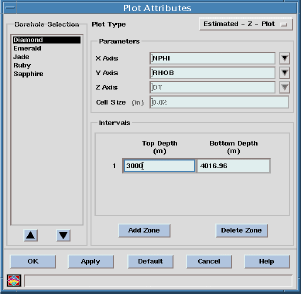 Plot Attributes
Borehole Selection
Diamond
Emerald
Jade
Ruby
Sapphire
Plot Type
Estimated - Z - Plot
Parameters
X Axis NPHI
Y Axis RHOB
Z Axis DT
Cell Size (in) 0.02
Intervals
Top Depth (m) Bottom Depth (m)
1 3000 4016.96
Add Zone Delete Zone
OK Apply Default Cancel Help